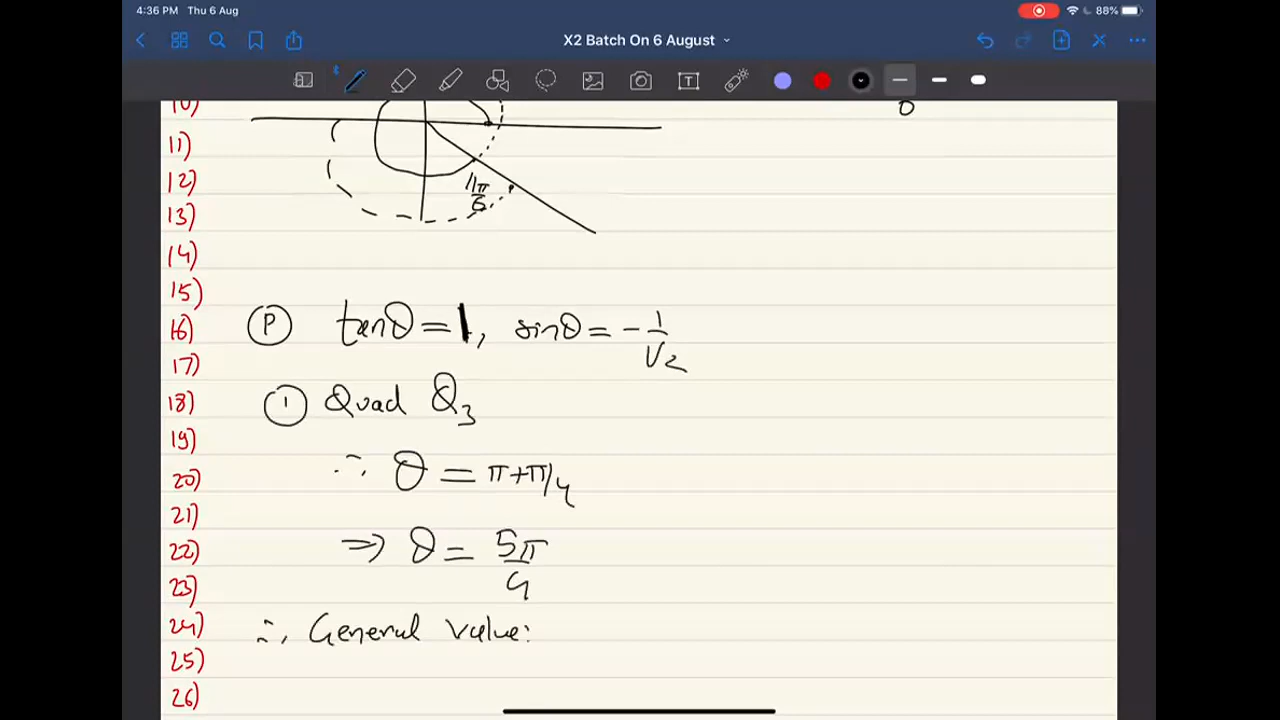 4:36 PM Thu 6 Aug
88%
X2 Batch On 6 August
10)
0
11)
11π/6
12)
13)
14)
15)
16) (P) tanθ = 1, sinθ = -1/√2
17)
18) (1) Quad Q₃
19)
20) ∴ θ = π+π/4
21)
22) ⇒ θ = 5π/4
23)
24) ∴ General value:
25)
26)